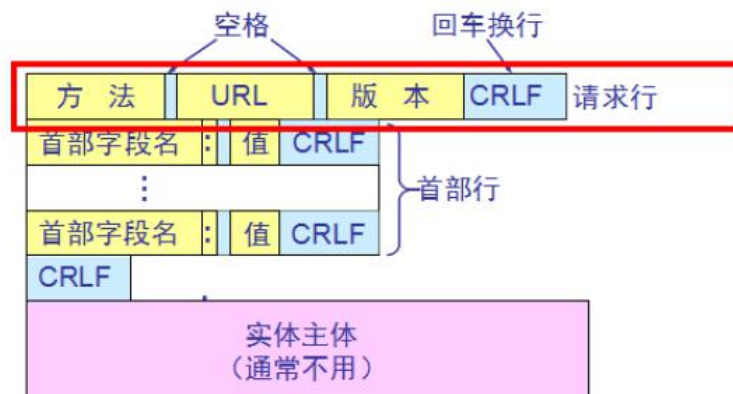 空格 回车换行
方 法 URL 版 本 CRLF 请求行
首部字段名 : 值 CRLF
⋮
首部行
首部字段名 : 值 CRLF
CRLF
实体主体
（通常不用）